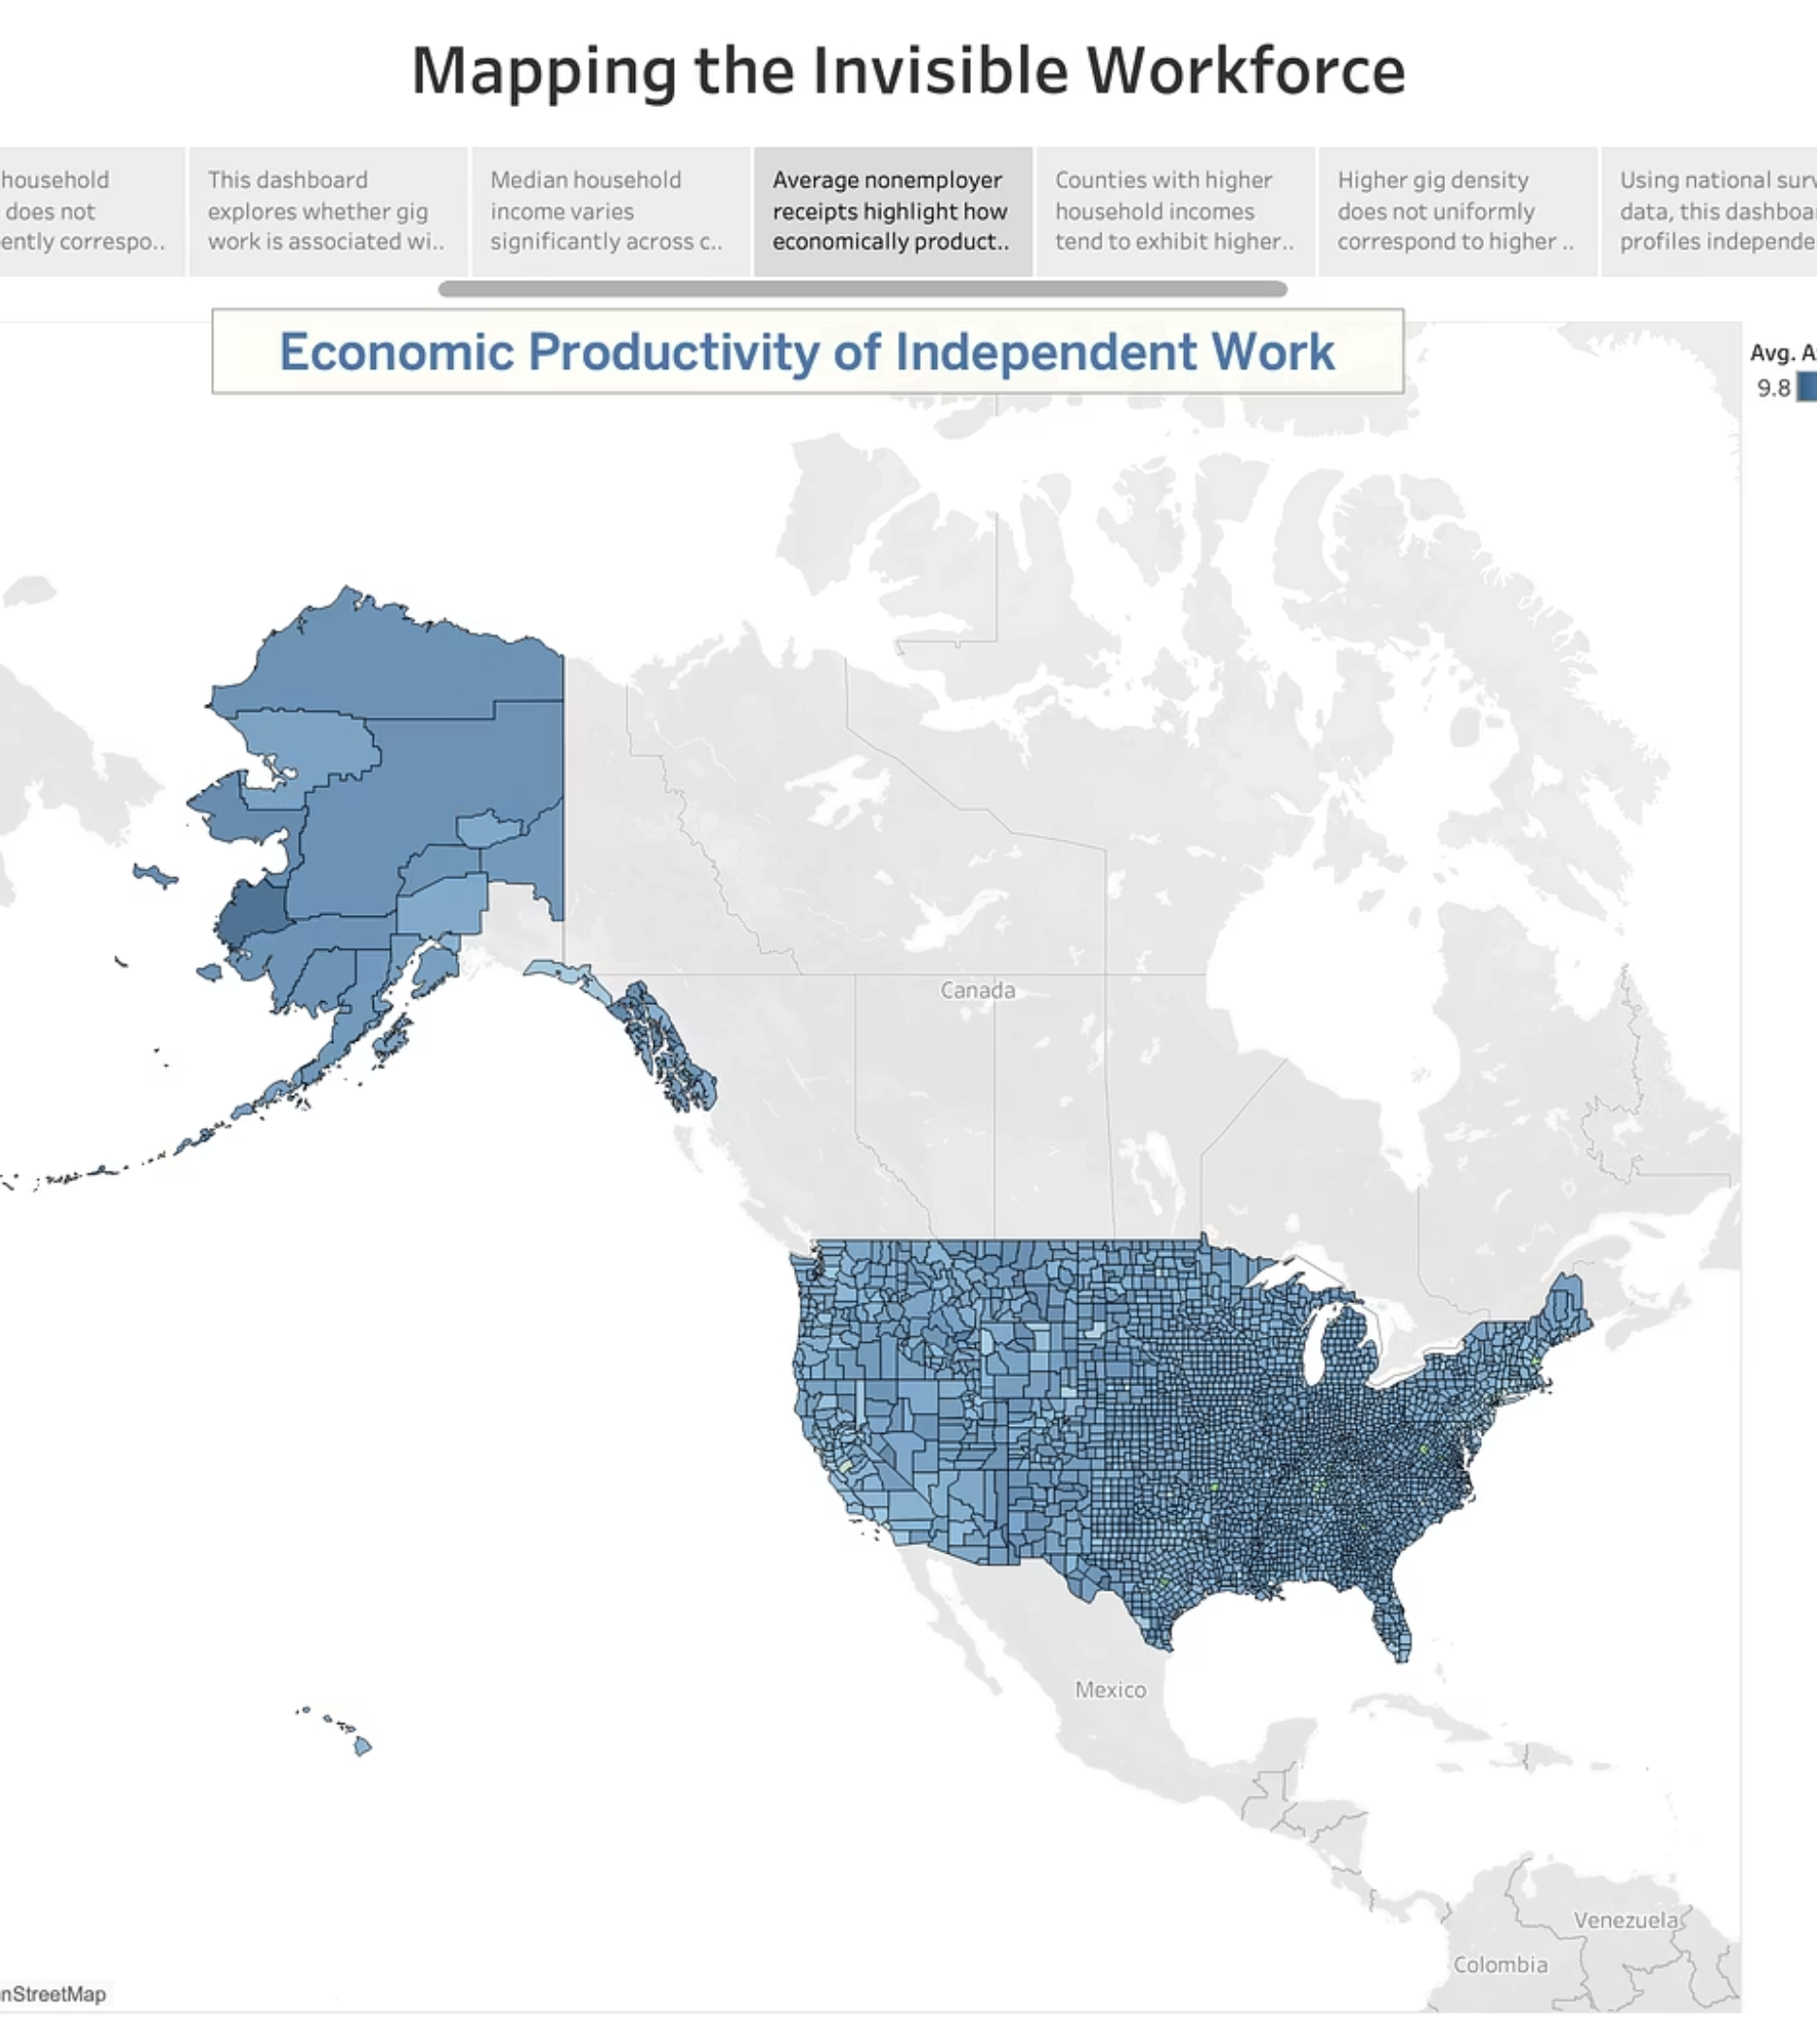 Mapping the Invisible Workforce
household
does not
ently correspo..
This dashboard
explores whether gig
work is associated wi..
Median household
income varies
significantly across c..
Average nonemployer
receipts highlight how
economically product..
Counties with higher
household incomes
tend to exhibit higher..
Higher gig density
does not uniformly
correspond to higher ..
Using national surv
data, this dashboa
profiles independe
Economic Productivity of Independent Work
Avg. A
9.8
Canada
Mexico
Venezuela
Colombia
nStreetMap